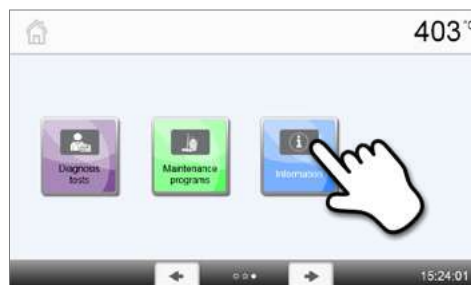 403 °C
Diagnosis
tests
Maintenance
programs
Information
15:24:01